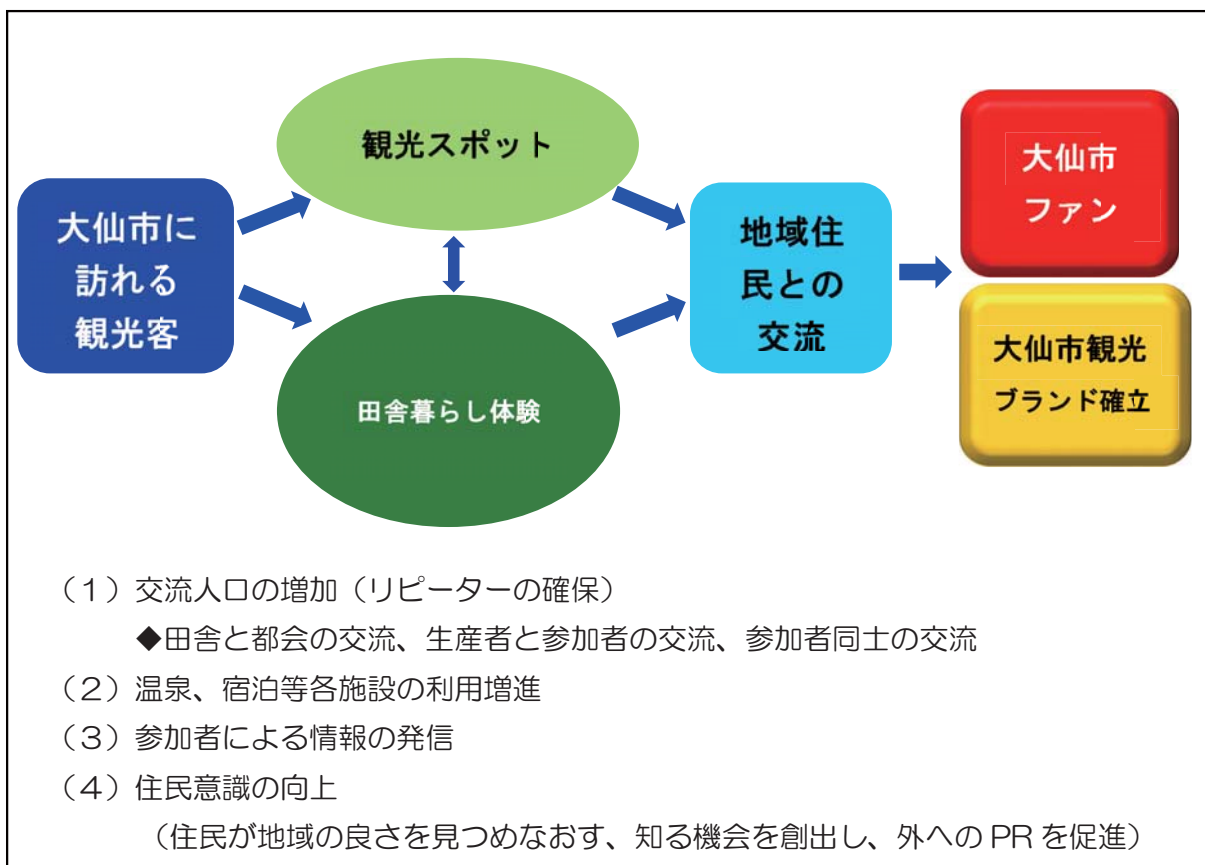 観光スポット
大仙市に
訪れる
観光客
田舎暮らし体験
地域住
民との
交流
大仙市
ファン
大仙市観光
ブランド確立
（1）交流人口の増加（リピーターの確保）
◆田舎と都会の交流、生産者と参加者の交流、参加者同士の交流
（2）温泉、宿泊等各施設の利用増進
（3）参加者による情報の発信
（4）住民意識の向上
（住民が地域の良さを見つめなおす、知る機会を創出し、外への PR を促進）